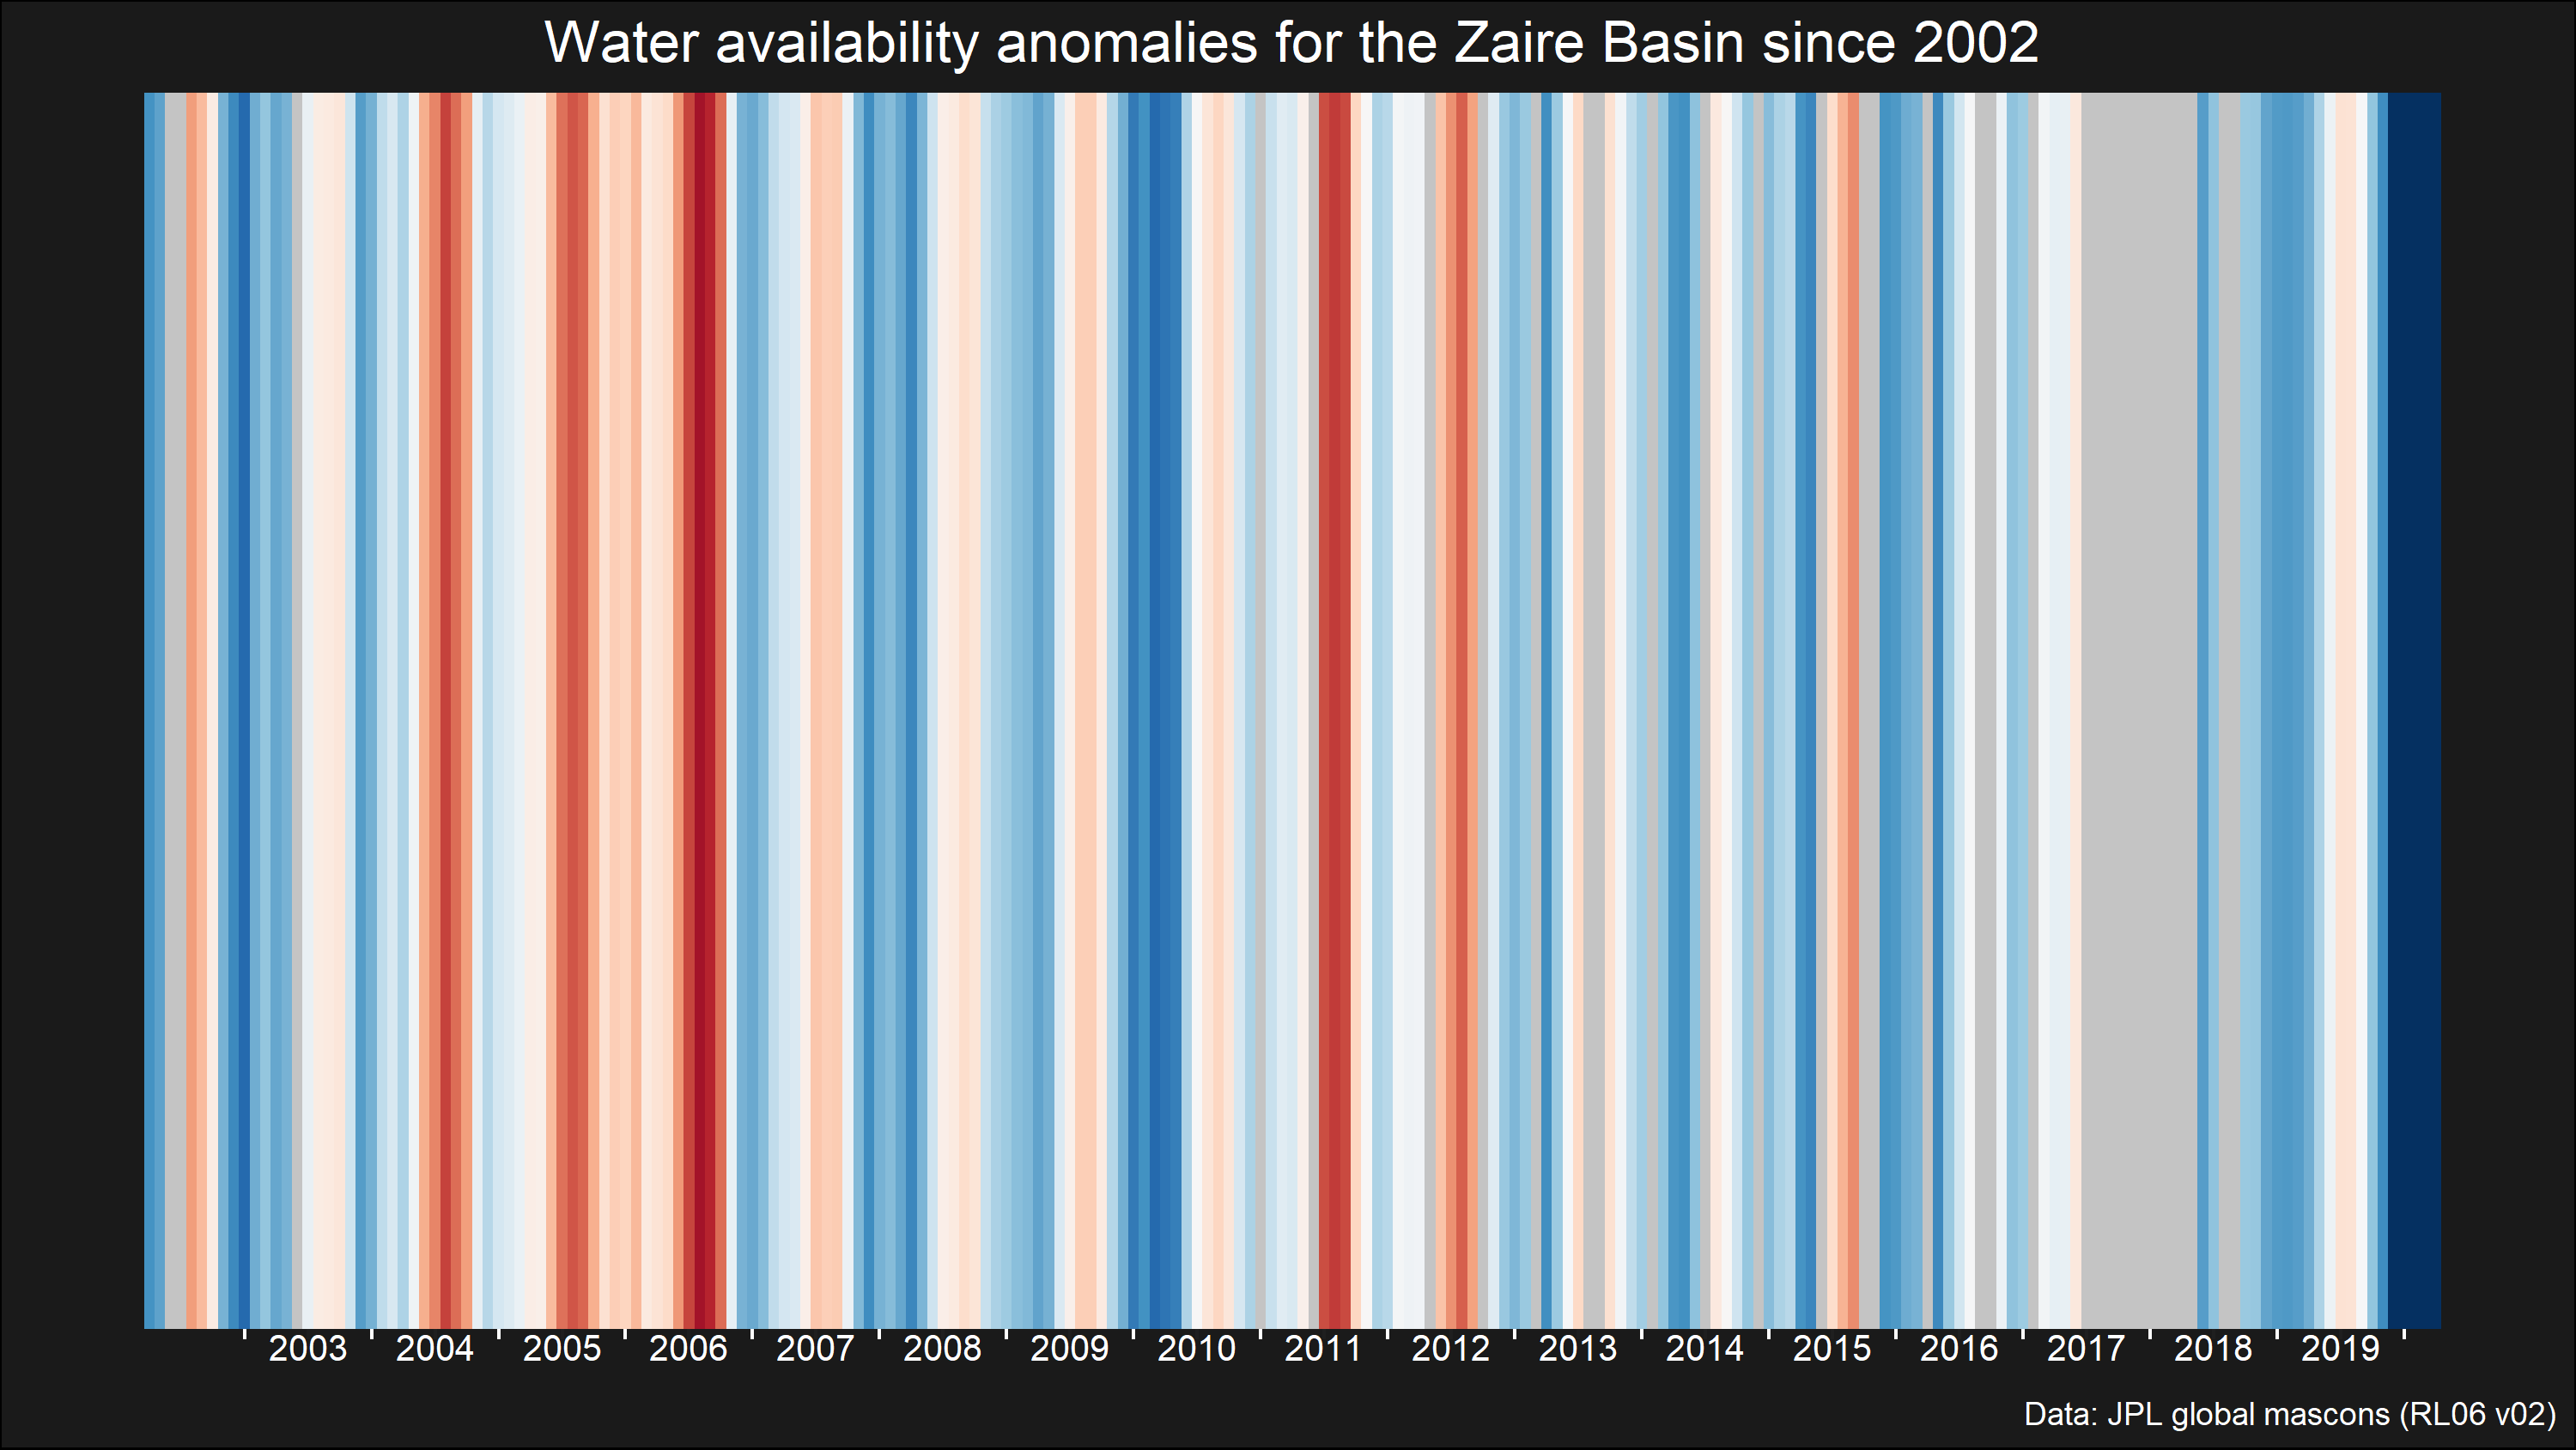 Water availability anomalies for the Zaire Basin since 2002
2003 2004 2005 2006 2007 2008 2009 2010 2011 2012 2013 2014 2015 2016 2017 2018 2019
Data: JPL global mascons (RL06 v02)